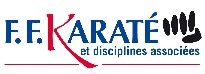 F.F.KARATÉ
et disciplines associées